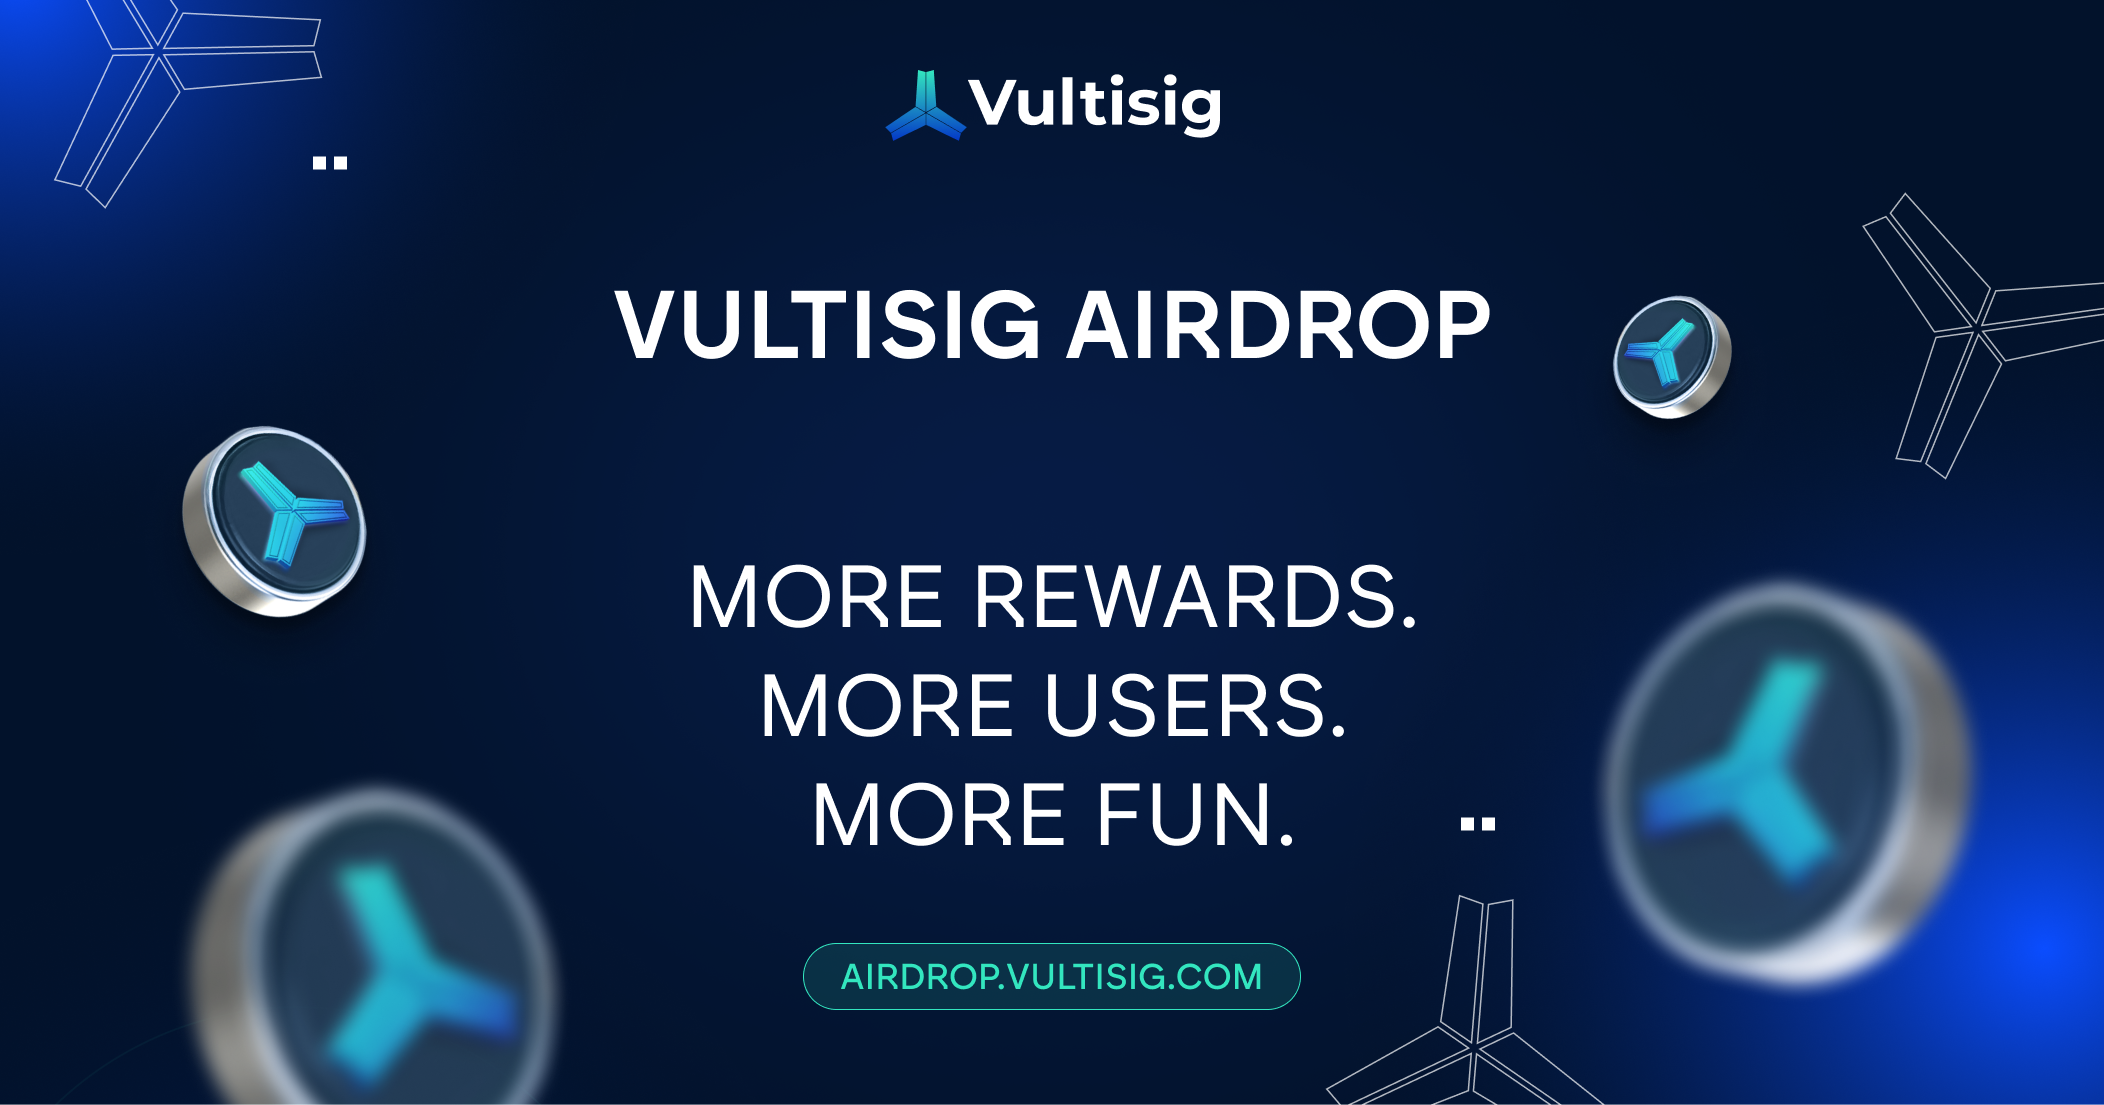 Vultisig
VULTISIG AIRDROP
MORE REWARDS.
MORE USERS.
MORE FUN.
AIRDROP.VULTISIG.COM